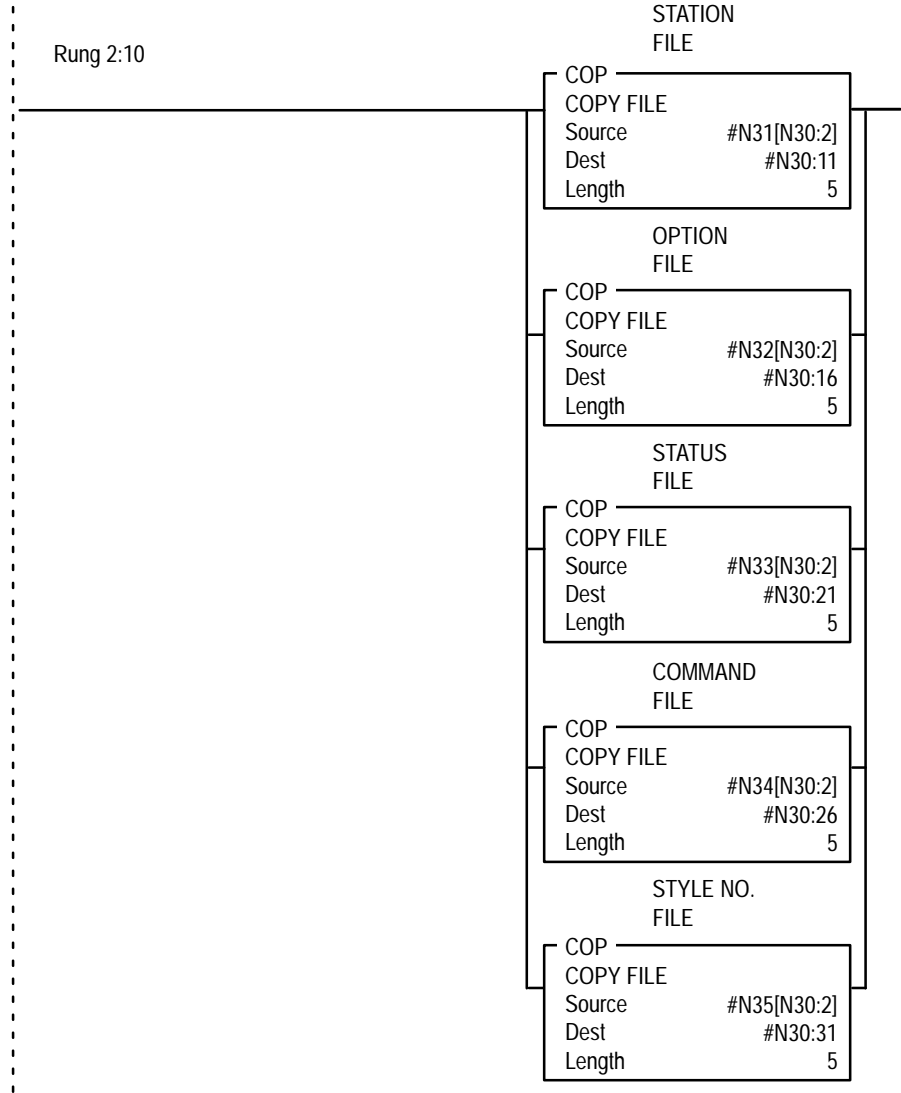 STATION
FILE
Rung 2:10
COP
COPY FILE
Source #N31[N30:2]
Dest #N30:11
Length 5
OPTION
FILE
COP
COPY FILE
Source #N32[N30:2]
Dest #N30:16
Length 5
STATUS
FILE
COP
COPY FILE
Source #N33[N30:2]
Dest #N30:21
Length 5
COMMAND
FILE
COP
COPY FILE
Source #N34[N30:2]
Dest #N30:26
Length 5
STYLE NO.
FILE
COP
COPY FILE
Source #N35[N30:2]
Dest #N30:31
Length 5